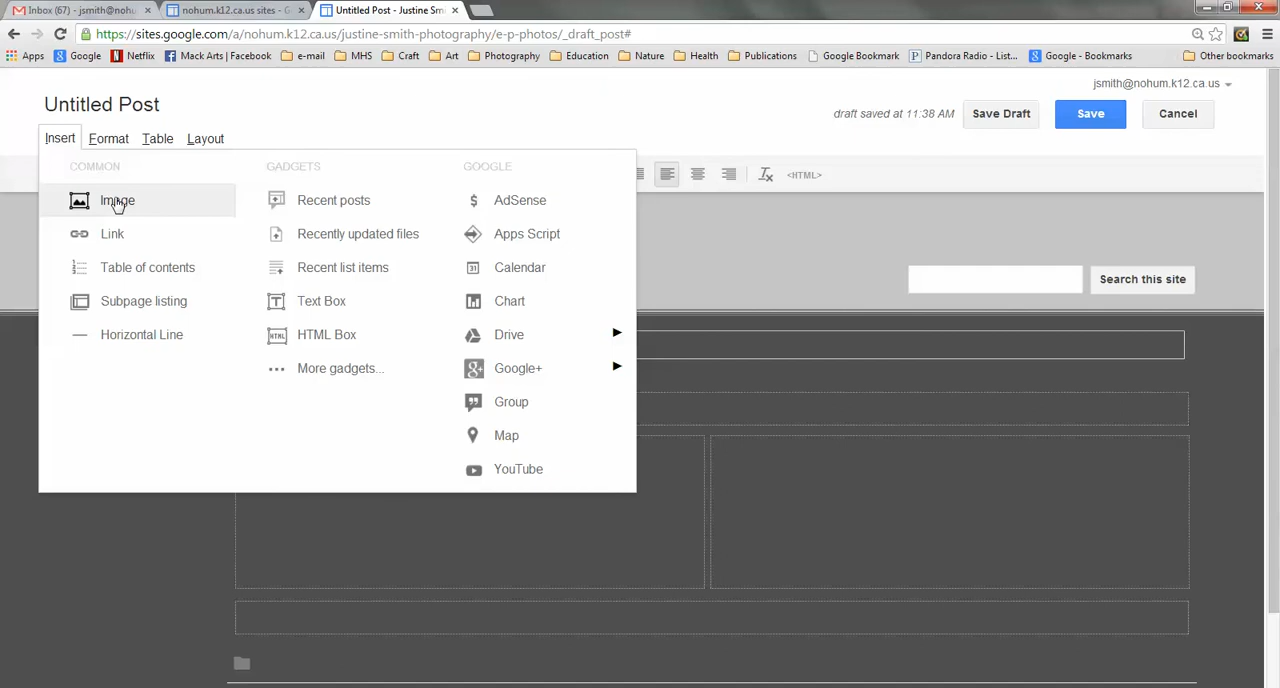 Inbox (67) - jsmith@nohu
nohum.k12.ca.us sites - G
Untitled Post - Justine Sm
https://sites.google.com/a/nohum.k12.ca.us/justine-smith-photography/e-p-photos/_draft_post#
Apps Google Netflix Mack Arts | Facebook e-mail MHS Craft Art Photography Education Nature Health Publications Google Bookmark Pandora Radio - List... Google - Bookmarks Other bookmarks
jsmith@nohum.k12.ca.us
Untitled Post
draft saved at 11:38 AM Save Draft Save Cancel
Insert Format Table Layout
COMMON GADGETS GOOGLE
<HTML>
Image Recent posts AdSense
Link Recently updated files Apps Script
Table of contents Recent list items Calendar
Search this site
Subpage listing Text Box Chart
Horizontal Line HTML Box Drive
More gadgets... Google+
Group
Map
YouTube